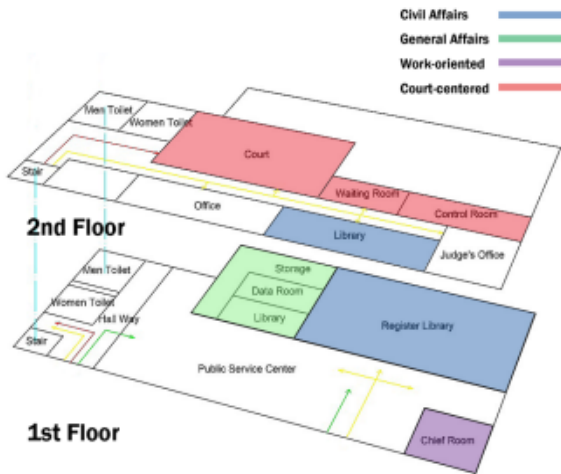 Civil Affairs
General Affairs
Work-oriented
Court-centered
Men Toilet
Women Toilet
Court
Stair
Waiting Room
Control Room
Office
2nd Floor
Library
Judge's Office
Men Toilet
Storage
Data Room
Women Toilet
Hall Way
Library
Register Library
Stair
Public Service Center
1st Floor
Chief Room